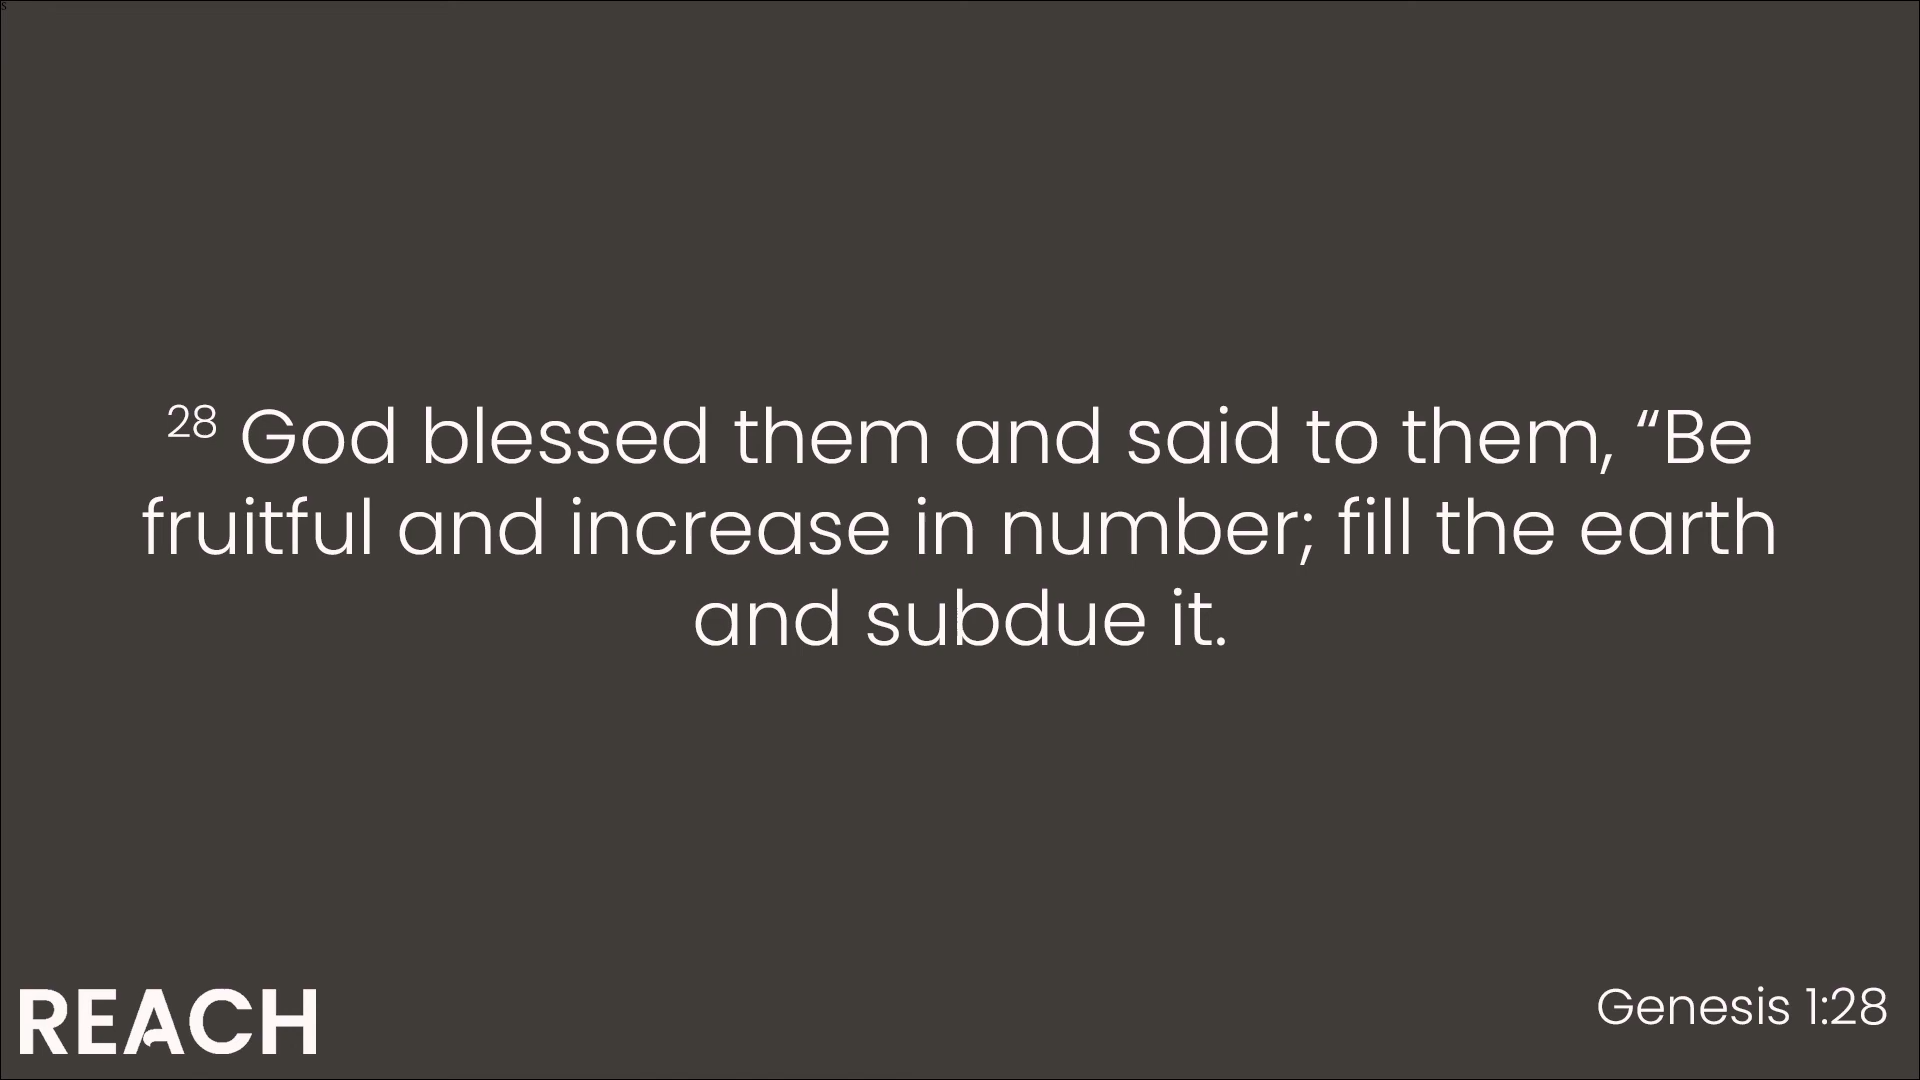 s
28 God blessed them and said to them, “Be
fruitful and increase in number; fill the earth
and subdue it.
REACH
Genesis 1:28